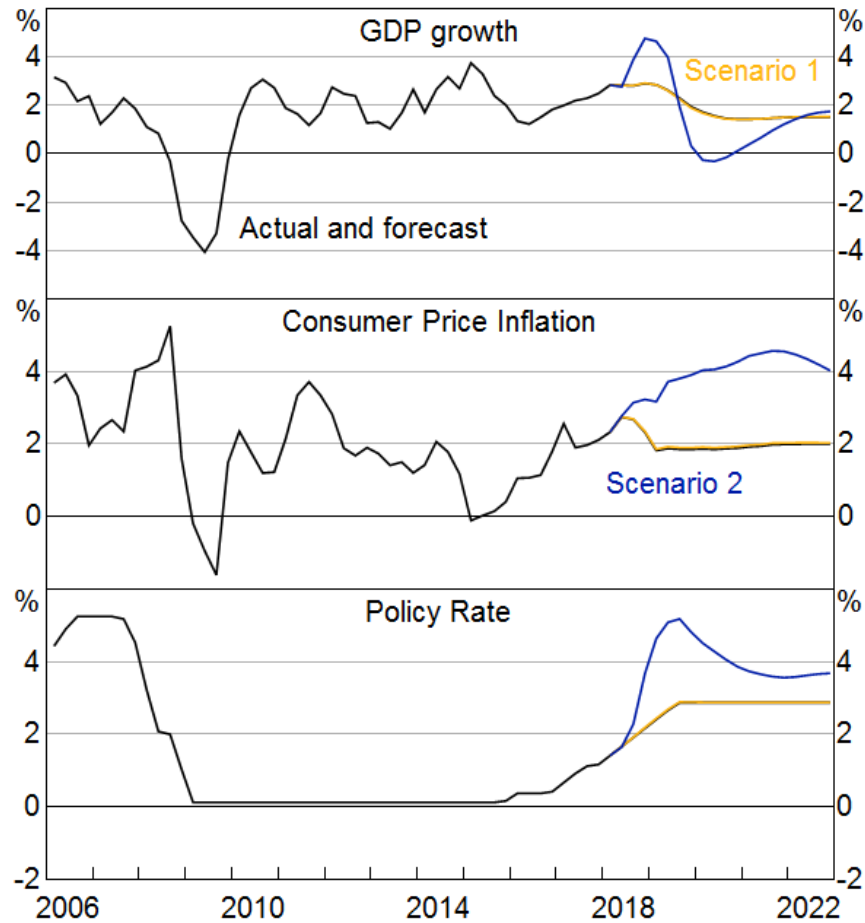 % GDP growth %
4 4
Scenario 1
2 2
0 0
-2 -2
Actual and forecast
-4 -4
% Consumer Price Inflation %
4 4
2 2
Scenario 2
0 0
% Policy Rate %
4 4
2 2
0 0
-2 -2
2006 2010 2014 2018 2022